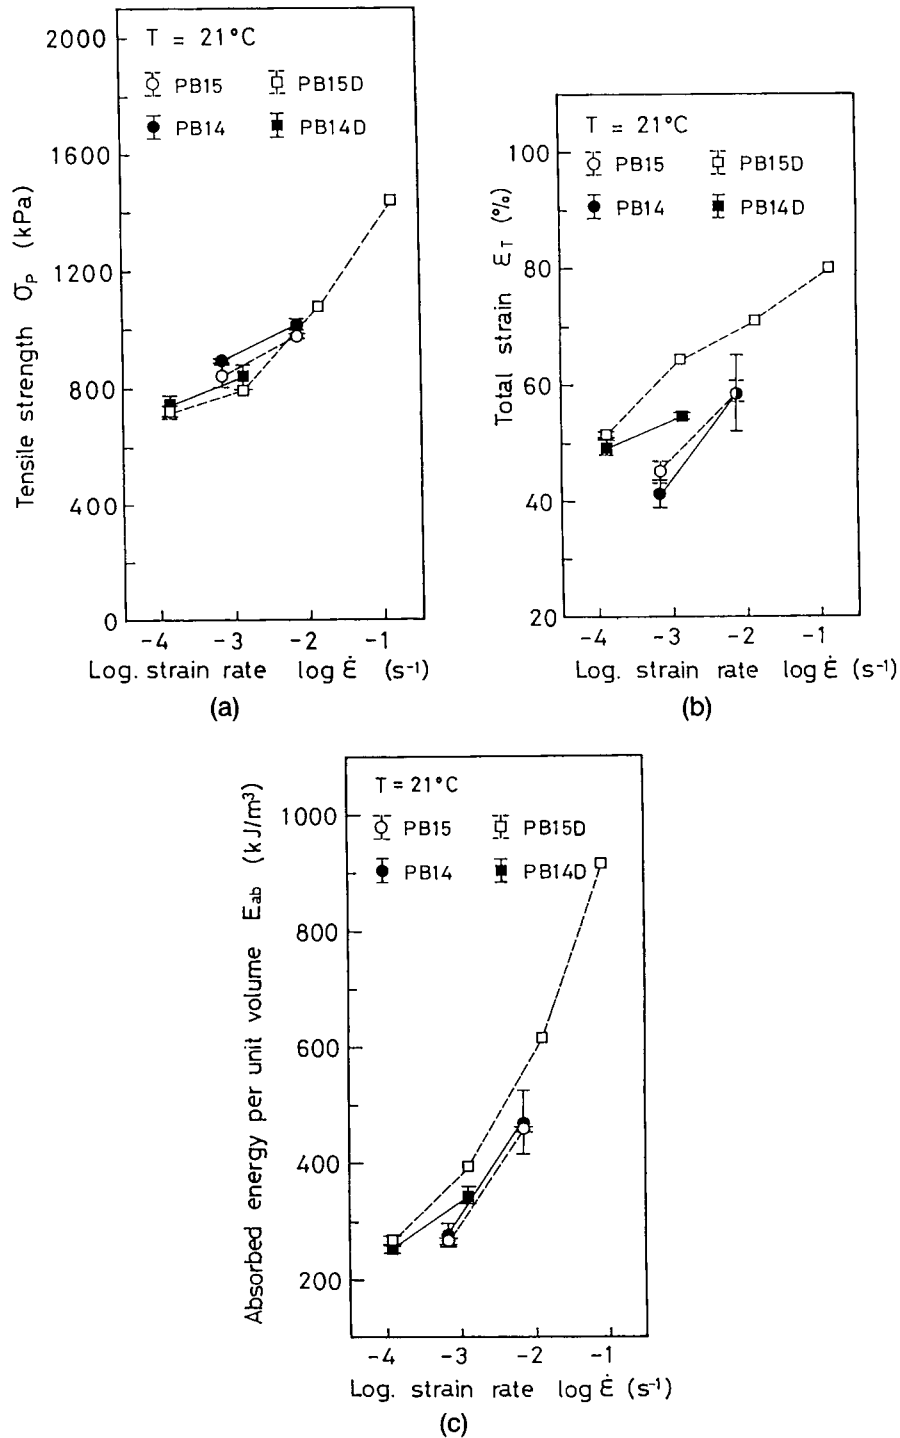 T = 21°C
PB15
PB15D
PB14
PB14D
2000
1600
1200
800
400
0
Tensile strength σP (kPa)
-4 -3 -2 -1
Log. strain rate log ε̇ (s-1)
(a)
T = 21°C
PB15
PB15D
PB14
PB14D
100
80
60
40
20
Total strain εT (%)
-4 -3 -2 -1
Log. strain rate log ε̇ (s-1)
(b)
T = 21°C
PB15
PB15D
PB14
PB14D
1000
800
600
400
200
Absorbed energy per unit volume Eab (kJ/m3)
-4 -3 -2 -1
Log. strain rate log ε̇ (s-1)
(c)